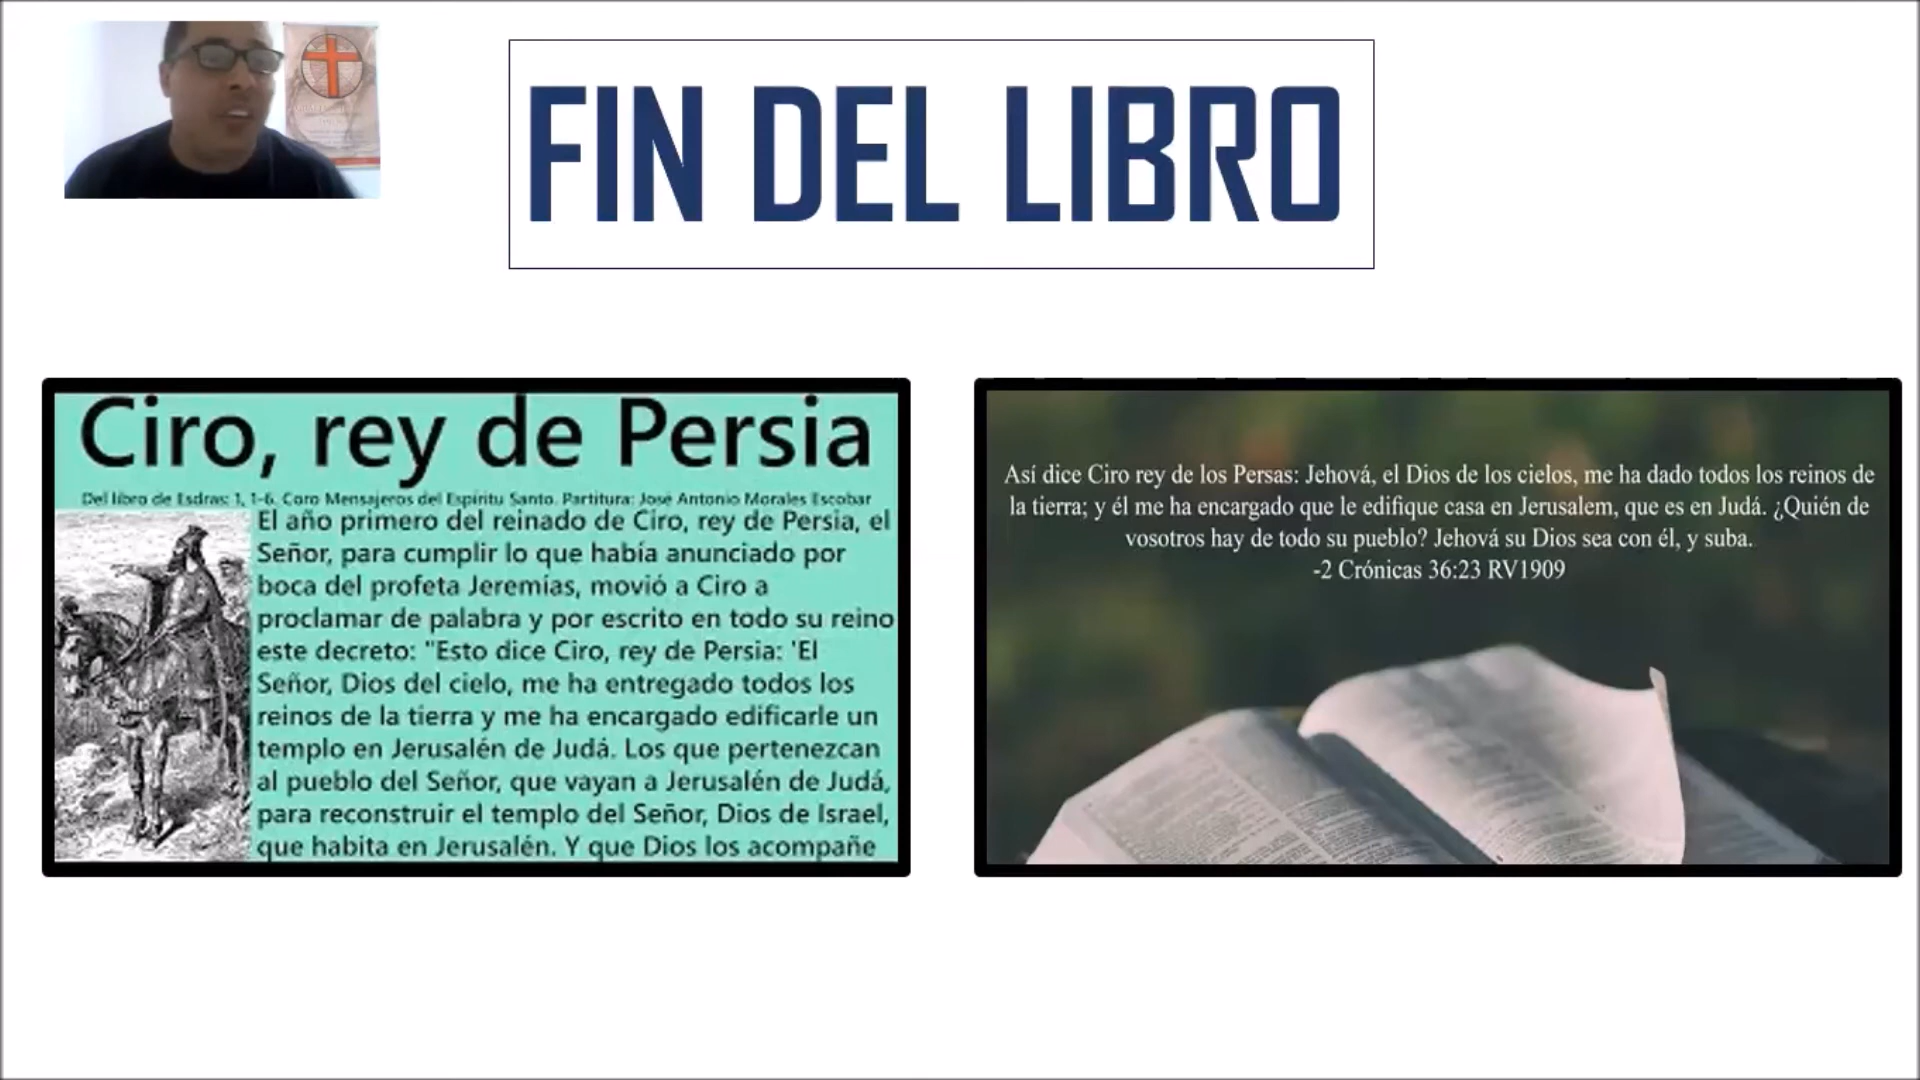 FIN DEL LIBRO
Ciro, rey de Persia
Del libro de Esdras: 1, 1-6. Coro Mensajeros del Espíritu Santo. Partitura: José Antonio Morales Escobar
El año primero del reinado de Ciro, rey de Persia, el
Señor, para cumplir lo que había anunciado por
boca del profeta Jeremías, movió a Ciro a
proclamar de palabra y por escrito en todo su reino
este decreto: "Esto dice Ciro, rey de Persia: 'El
Señor, Dios del cielo, me ha entregado todos los
reinos de la tierra y me ha encargado edificarle un
templo en Jerusalén de Judá. Los que pertenezcan
al pueblo del Señor, que vayan a Jerusalén de Judá,
para reconstruir el templo del Señor, Dios de Israel,
que habita en Jerusalén. Y que Dios los acompañe
Así dice Ciro rey de los Persas: Jehová, el Dios de los cielos, me ha dado todos los reinos de
la tierra; y él me ha encargado que le edifique casa en Jerusalem, que es en Judá. ¿Quién de
vosotros hay de todo su pueblo? Jehová su Dios sea con él, y suba.
-2 Crónicas 36:23 RV1909